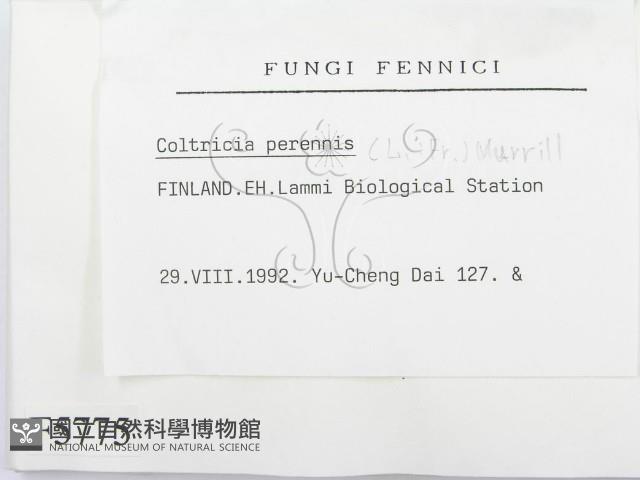 FUNGI FENNICI
Coltricia perennis (L.:Fr.) Murrill
FINLAND.EH.Lammi Biological Station
29.VIII.1992. Yu-Cheng Dai 127. &
F5775
國立自然科學博物館
NATIONAL MUSEUM OF NATURAL SCIENCE